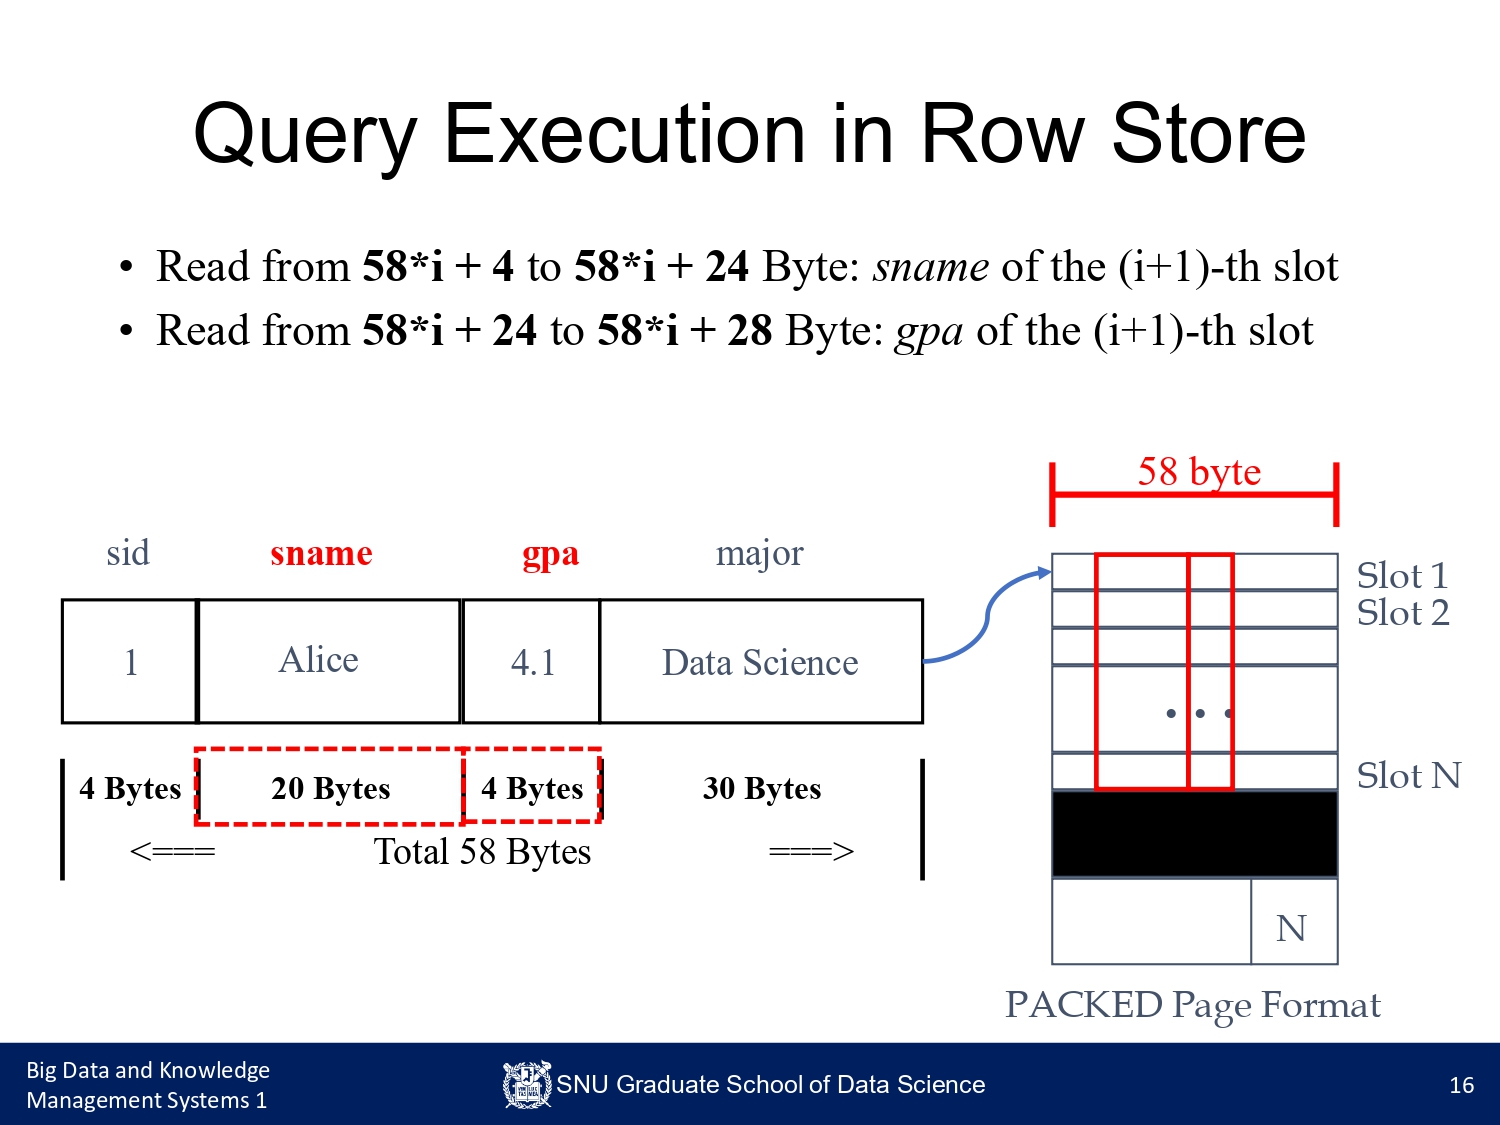 Query Execution in Row Store
• Read from 58*i + 4 to 58*i + 24 Byte: sname of the (i+1)-th slot
• Read from 58*i + 24 to 58*i + 28 Byte: gpa of the (i+1)-th slot
58 byte
sid sname gpa major
1 Alice 4.1 Data Science
4 Bytes 20 Bytes 4 Bytes 30 Bytes
<=== Total 58 Bytes ===>
Slot 1
Slot 2
• • •
Slot N
N
PACKED Page Format
Big Data and Knowledge
Management Systems 1
SNU Graduate School of Data Science
16